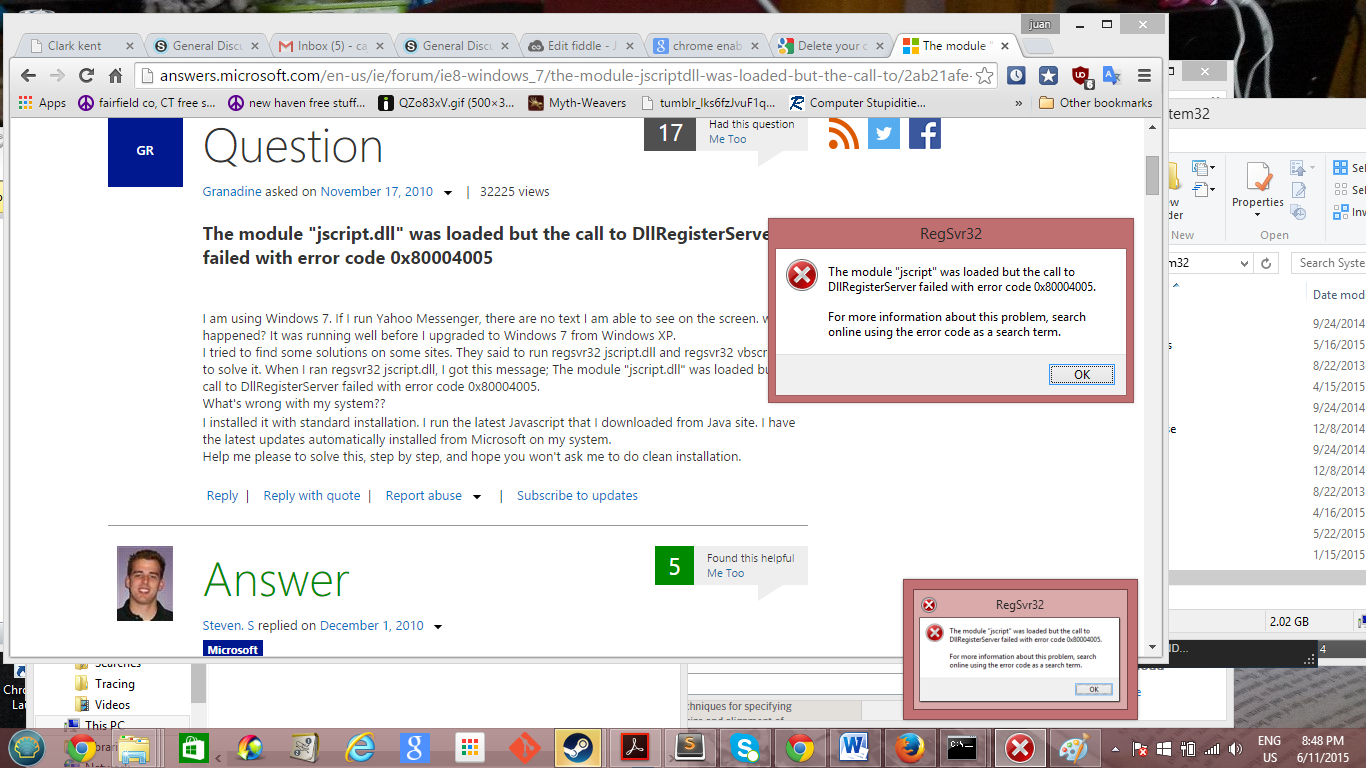 juan
Clark kent
General Discu
Inbox (5) - ca
General Discu
Edit fiddle - J
chrome enab
Delete your c
The module "
answers.microsoft.com/en-us/ie/forum/ie8-windows_7/the-module-jscriptdll-was-loaded-but-the-call-to/2ab21afe-
6
Apps
fairfield co, CT free s...
new haven free stuff...
QZo83xV.gif (500×3...
Myth-Weavers
tumblr_lks6fzJvuF1q...
Computer Stupiditie...
»
Other bookmarks
GR
Question
17
Had this question
Me Too
Granadine asked on November 17, 2010
|
32225 views
The module "jscript.dll" was loaded but the call to DllRegisterServe
failed with error code 0x80004005
I am using Windows 7. If I run Yahoo Messenger, there are no text I am able to see on the screen. w
happened? It was running well before I upgraded to Windows 7 from Windows XP.
I tried to find some solutions on some sites. They said to run regsvr32 jscript.dll and regsvr32 vbscr
to solve it. When I ran regsvr32 jscript.dll, I got this message; The module "jscript.dll" was loaded bu
call to DllRegisterServer failed with error code 0x80004005.
What's wrong with my system??
I installed it with standard installation. I run the latest Javascript that I downloaded from Java site. I have
the latest updates automatically installed from Microsoft on my system.
Help me please to solve this, step by step, and hope you won't ask me to do clean installation.
Reply | Reply with quote | Report abuse | Subscribe to updates
Answer
5
Found this helpful
Me Too
Steven. S replied on December 1, 2010
Microsoft
RegSvr32
The module "jscript" was loaded but the call to
DllRegisterServer failed with error code 0x80004005.
For more information about this problem, search
online using the error code as a search term.
OK
RegSvr32
The module "jscript" was loaded but the call to
DllRegisterServer failed with error code 0x80004005.
For more information about this problem, search
online using the error code as a search term.
OK
tem32
Properties
Sel
Sel
Inv
w
der
New
Open
m32
Search Syste
Date mod
9/24/2014
5/16/2015
8/22/2013
4/15/2015
9/24/2014
12/8/2014
9/24/2014
12/8/2014
8/22/2013
4/16/2015
5/22/2015
1/15/2015
2.02 GB
ID...
4
Searches
Tracing
Videos
This PC
Chro
Lau
echniques for specifying
ENG
US
8:48 PM
6/11/2015